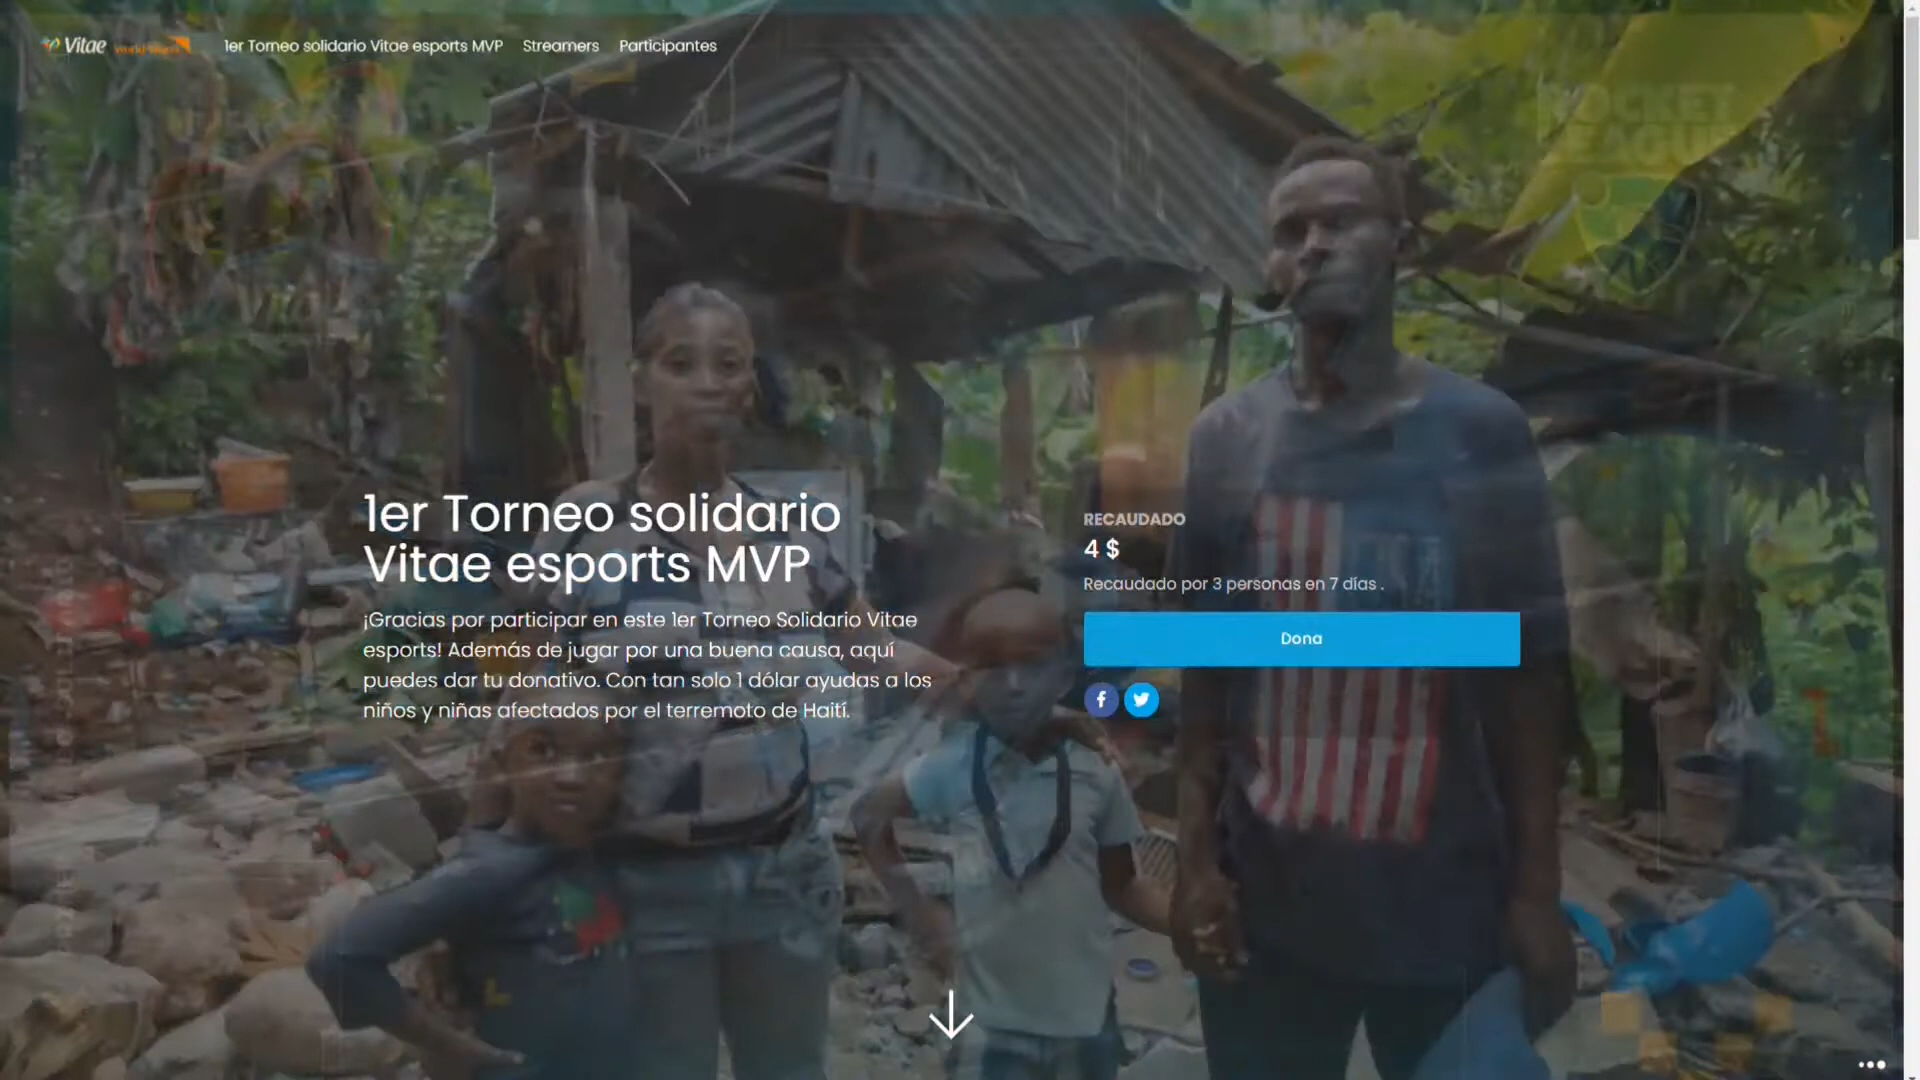 Vitae
1er Torneo solidario Vitae esports MVP
Streamers
Participantes
ROCKET
LEAGUE
1er Torneo solidario
Vitae esports MVP
¡Gracias por participar en este 1er Torneo Solidario Vitae
esports! Además de jugar por una buena causa, aquí
puedes dar tu donativo. Con tan solo 1 dólar ayudas a los
niños y niñas afectados por el terremoto de Haití.
RECAUDADO
4 $
Recaudado por 3 personas en 7 días .
Dona